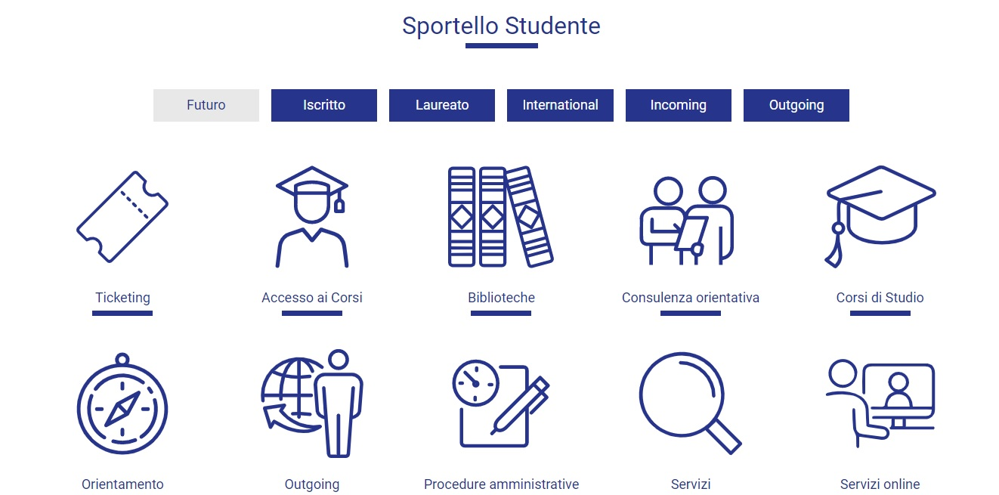 Sportello Studente
Futuro Iscritto Laureato International Incoming Outgoing
Ticketing Accesso ai Corsi Biblioteche Consulenza orientativa Corsi di Studio
Orientamento Outgoing Procedure amministrative Servizi Servizi online